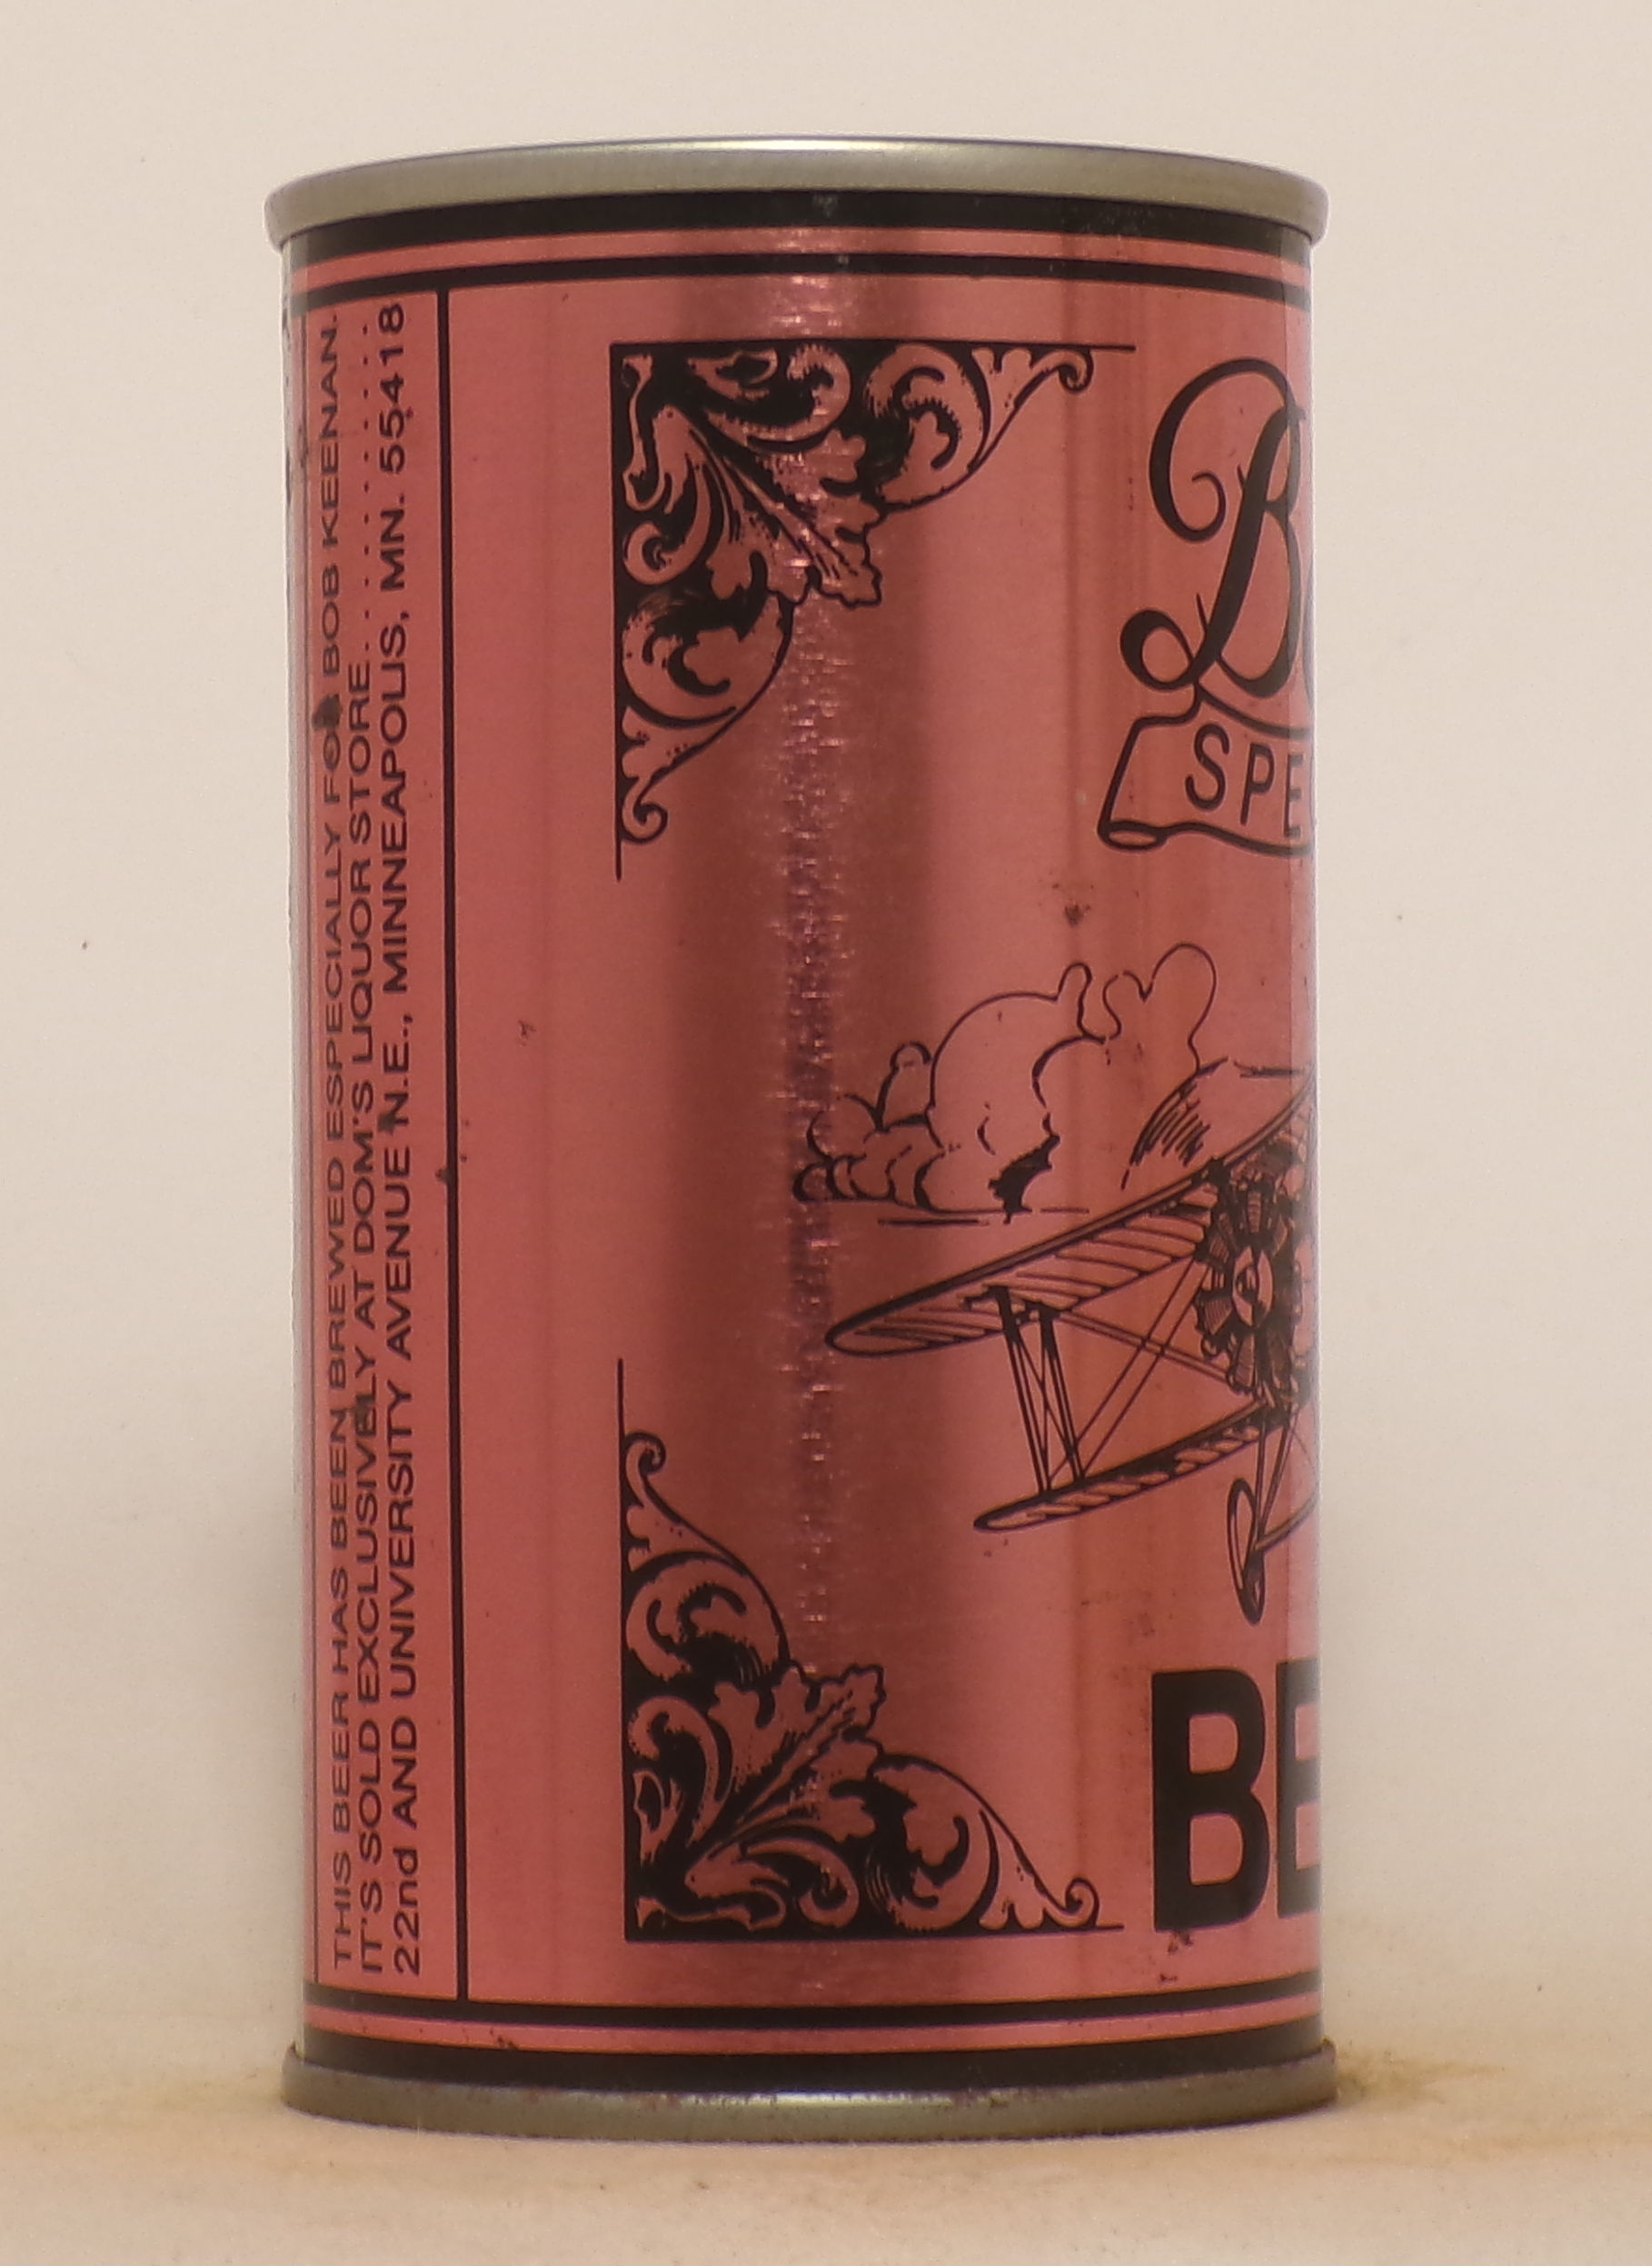 THIS BEER HAS BEEN BREWED ESPECIALLY FOR BOB KEENAN.
IT'S SOLD EXCLUSIVELY AT DOM'S LIQUOR STORE. . . . . . . . . . . . .
22nd AND UNIVERSITY AVENUE N.E., MINNEAPOLIS, MN. 55418
B
SPE
BE